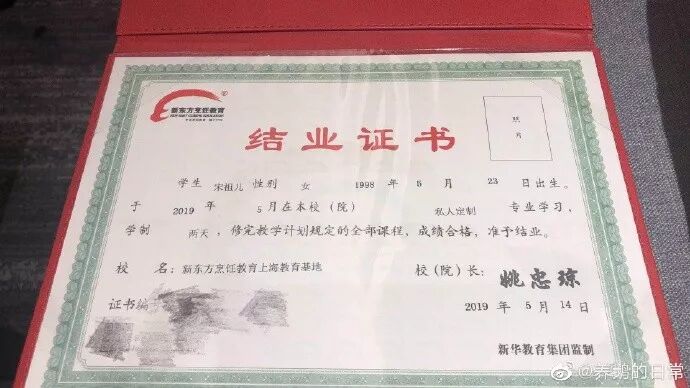 新东方烹饪教育
结业证书
照
片
学生 宋祖儿 性别 女 1998 年 5 月 23 日出生。
于 2019 年 5 月在本校(院) 私人定制 专业学习，
学制 两天，修完教学计划规定的全部课程，成绩合格，准予结业。
校 名：新东方烹饪教育上海教育基地 校(院)长：姚忠琼
证书编
2019 年 5 月 14 日
新华教育集团监制
@养魈的日常